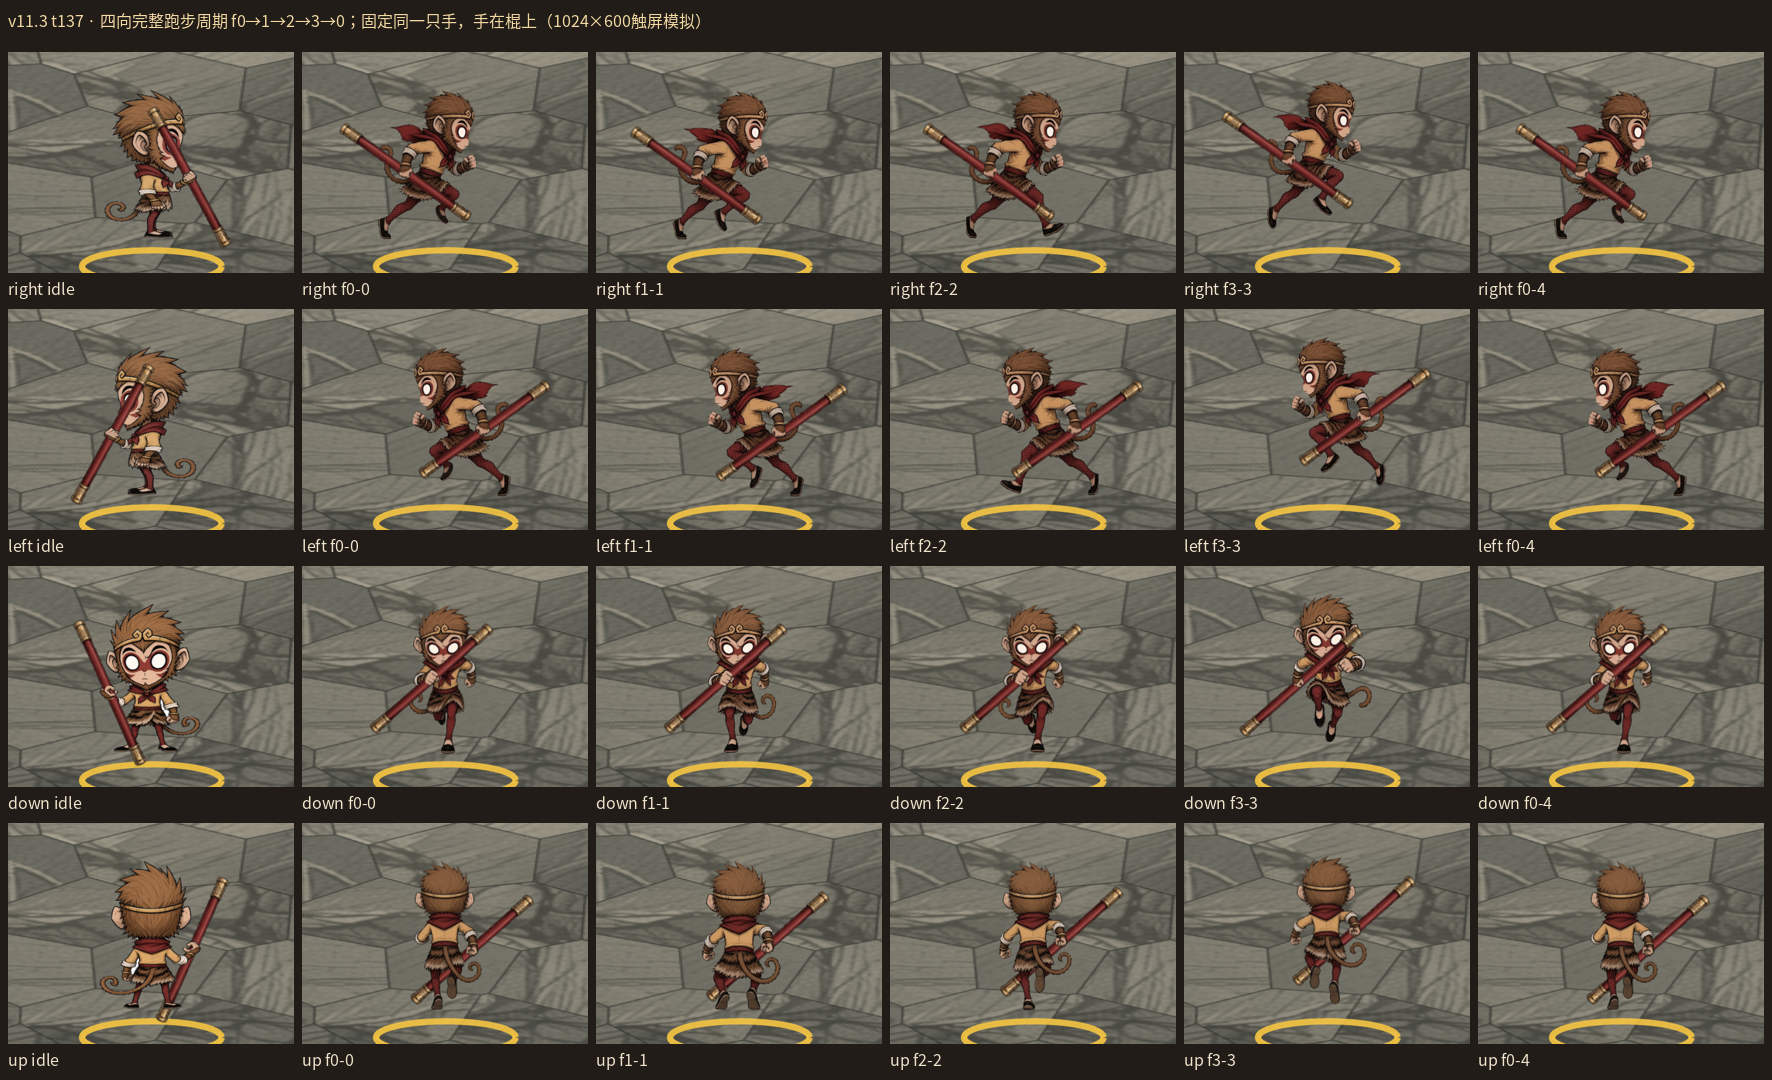 v11.3 t137 · 四向完整跑步周期 f0→1→2→3→0；固定同一只手，手在棍上（1024×600触屏模拟）
right idle
right f0-0
right f1-1
right f2-2
right f3-3
right f0-4
left idle
left f0-0
left f1-1
left f2-2
left f3-3
left f0-4
down idle
down f0-0
down f1-1
down f2-2
down f3-3
down f0-4
up idle
up f0-0
up f1-1
up f2-2
up f3-3
up f0-4